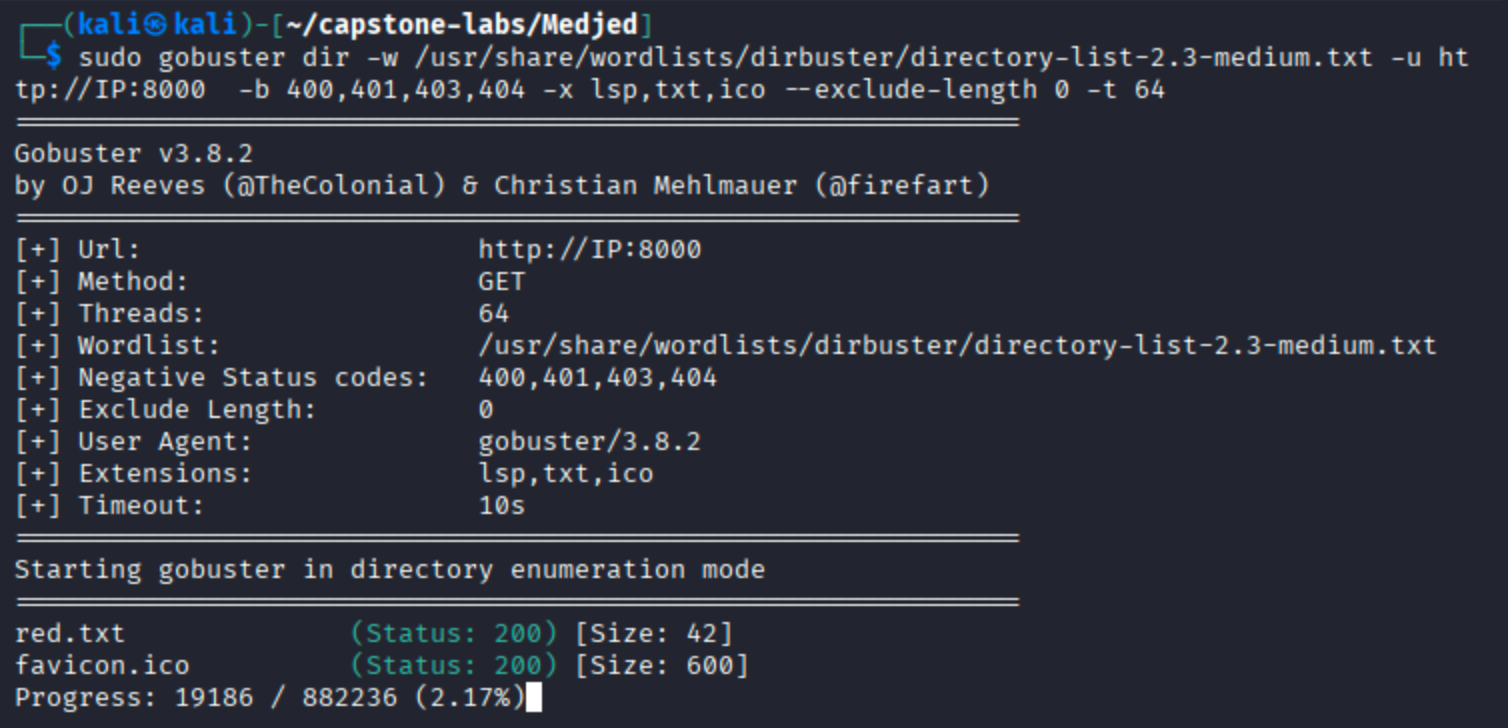 ┌──(kali㉿kali)-[~/capstone-labs/Medjed]
└─$ sudo gobuster dir -w /usr/share/wordlists/dirbuster/directory-list-2.3-medium.txt -u ht
tp://IP:8000  -b 400,401,403,404 -x lsp,txt,ico --exclude-length 0 -t 64
===============================================================
Gobuster v3.8.2
by OJ Reeves (@TheColonial) & Christian Mehlmauer (@firefart)
===============================================================
[+] Url:                     http://IP:8000
[+] Method:                  GET
[+] Threads:                 64
[+] Wordlist:                /usr/share/wordlists/dirbuster/directory-list-2.3-medium.txt
[+] Negative Status codes:   400,401,403,404
[+] Exclude Length:          0
[+] User Agent:              gobuster/3.8.2
[+] Extensions:              lsp,txt,ico
[+] Timeout:                 10s
===============================================================
Starting gobuster in directory enumeration mode
===============================================================
red.txt              (Status: 200) [Size: 42]
favicon.ico          (Status: 200) [Size: 600]
Progress: 19186 / 882236 (2.17%)